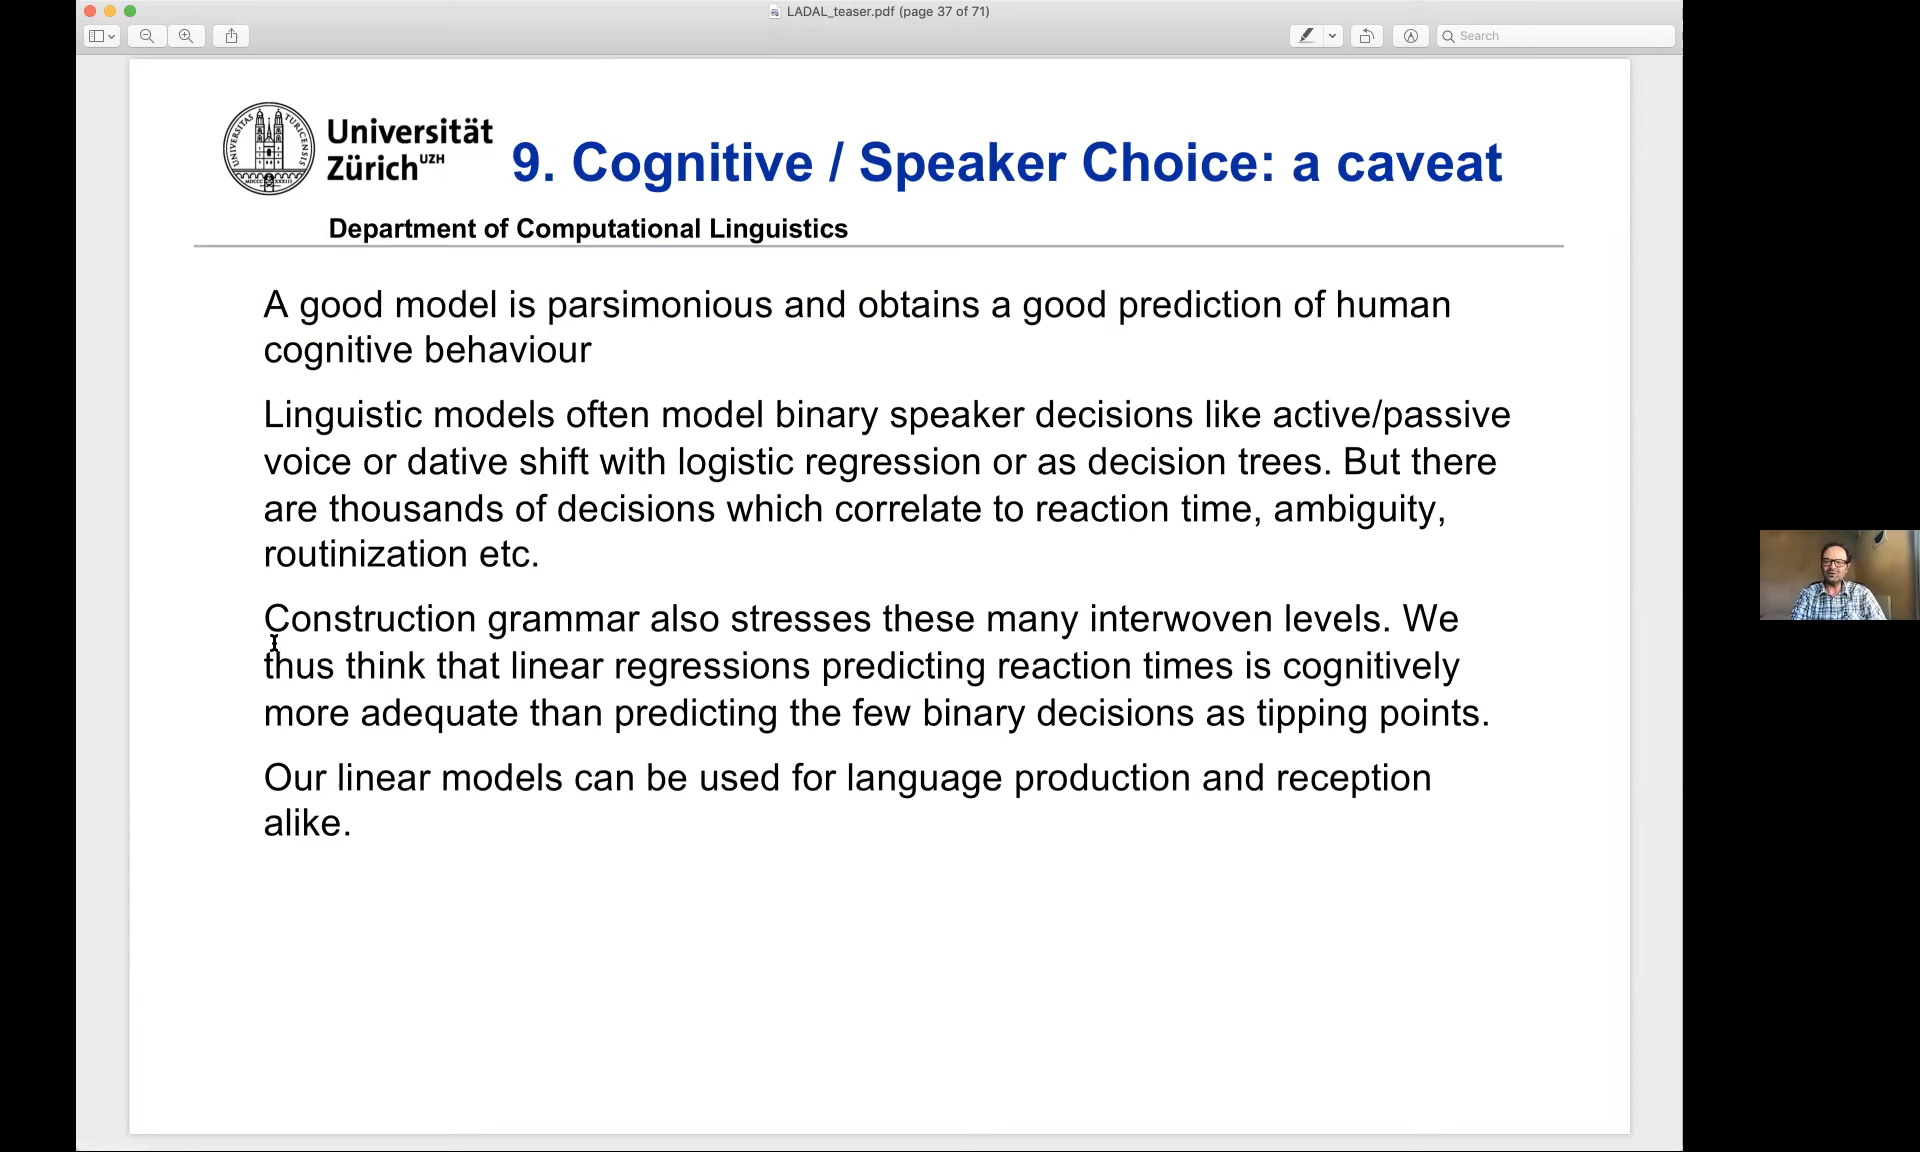 LADAL_teaser.pdf (page 37 of 71)
Search
UNIVERSITAS TURICENSIS
MDCCC XXXIII
Universität
Zürich UZH
9. Cognitive / Speaker Choice: a caveat
Department of Computational Linguistics
A good model is parsimonious and obtains a good prediction of human
cognitive behaviour
Linguistic models often model binary speaker decisions like active/passive
voice or dative shift with logistic regression or as decision trees. But there
are thousands of decisions which correlate to reaction time, ambiguity,
routinization etc.
Construction grammar also stresses these many interwoven levels. We
thus think that linear regressions predicting reaction times is cognitively
more adequate than predicting the few binary decisions as tipping points.
Our linear models can be used for language production and reception
alike.